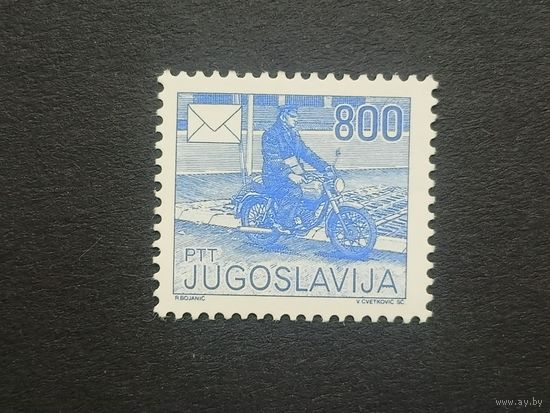 800
PTT
JUGOSLAVIJA
R.BOJANIĆ V. CVETKOVIĆ SC.
www.ay.by